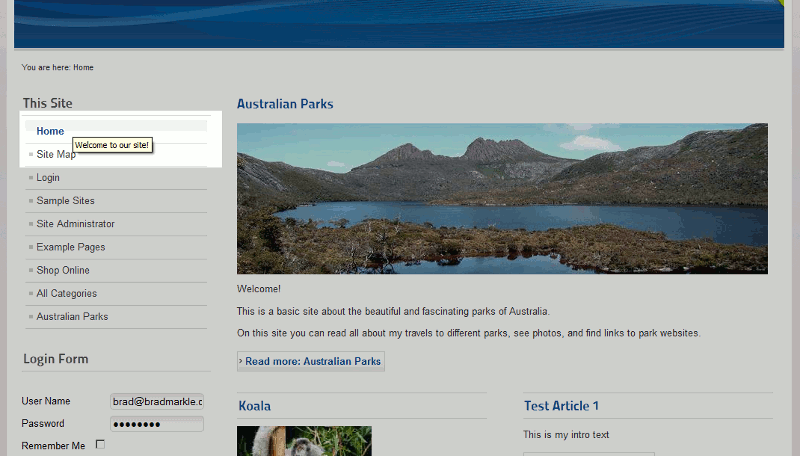 You are here: Home
This Site
Home
Welcome to our site!
Site Map
Login
Sample Sites
Site Administrator
Example Pages
Shop Online
All Categories
Australian Parks
Login Form
User Name
brad@bradmarkle.c
Password
Remember Me
Australian Parks
Welcome!
This is a basic site about the beautiful and fascinating parks of Australia.
On this site you can read all about my travels to different parks, see photos, and find links to park websites.
Read more: Australian Parks
Koala
Test Article 1
This is my intro text